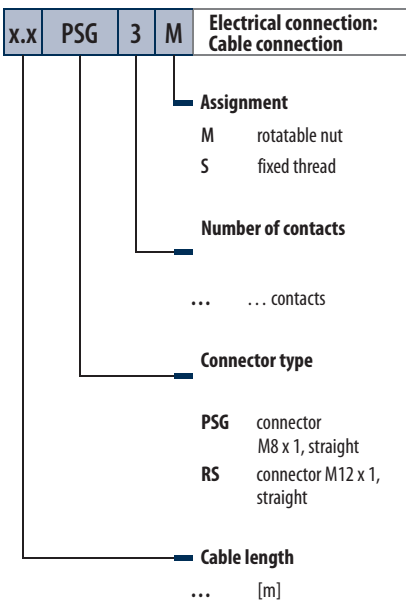 x.x PSG 3 M Electrical connection:
Cable connection
Assignment
M rotatable nut
S fixed thread
Number of contacts
... ... contacts
Connector type
PSG connector
M8 x 1, straight
RS connector M12 x 1,
straight
Cable length
... [m]